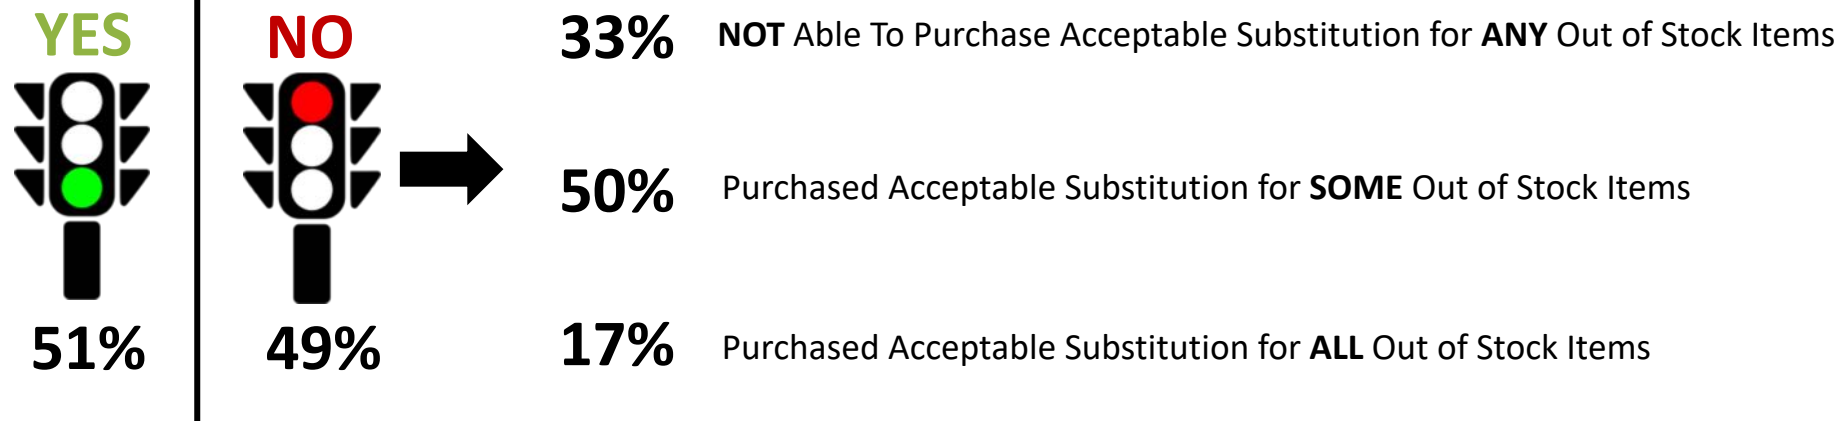 YES
51%
NO
49%
33% NOT Able To Purchase Acceptable Substitution for ANY Out of Stock Items
50% Purchased Acceptable Substitution for SOME Out of Stock Items
17% Purchased Acceptable Substitution for ALL Out of Stock Items